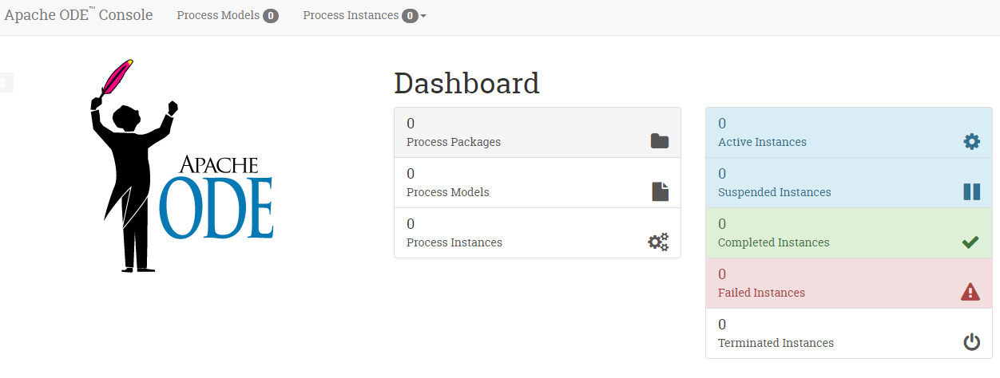 Apache ODE™ Console Process Models 0 Process Instances 0
APACHE
ODE
Dashboard
0
Process Packages
0
Process Models
0
Process Instances
0
Active Instances
0
Suspended Instances
0
Completed Instances
0
Failed Instances
0
Terminated Instances